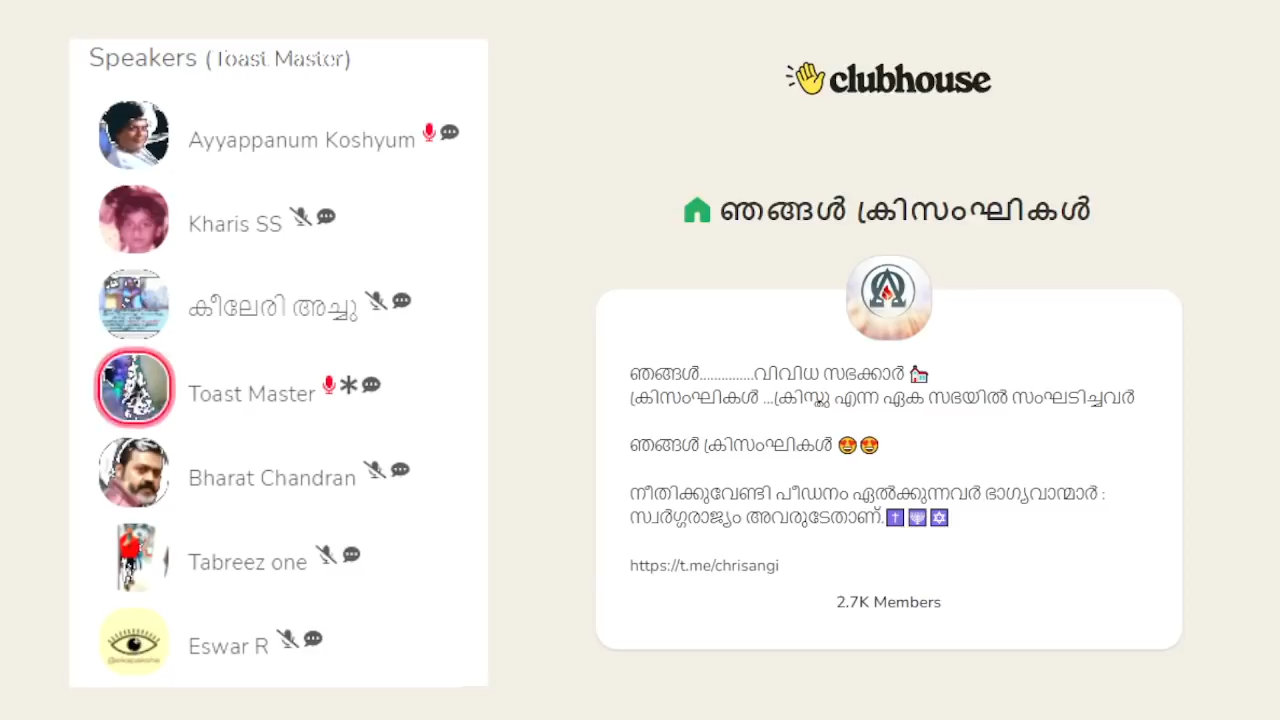 Speakers (Toast Master)
Ayyappanum Koshyum
Kharis SS
കീലേരി അച്ചു
Toast Master
Bharat Chandran
Tabreez one
Eswar R
clubhouse
ഞങ്ങൾ ക്രിസംഘികൾ
ഞങ്ങൾ..............വിവിധ സഭക്കാർ
ക്രിസംഘികൾ ...ക്രിസ്തു എന്ന ഏക സഭയിൽ സംഘടിച്ചവർ
ഞങ്ങൾ ക്രിസംഘികൾ 🤩🤩
നീതിക്കുവേണ്ടി പീഡനം ഏൽക്കുന്നവർ ഭാഗ്യവാന്മാർ :
സ്വർഗ്ഗരാജ്യം അവരുടേതാണ്.✝️🕎✡️
https://t.me/chrisangi
2.7K Members